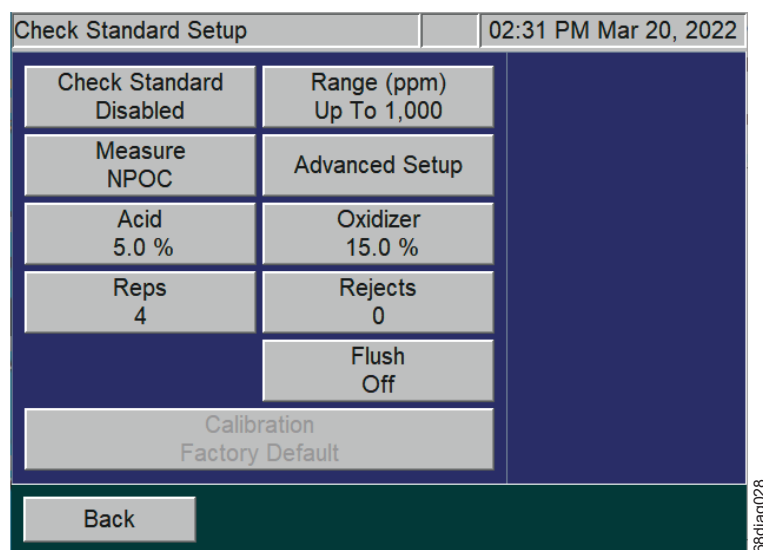 Check Standard Setup
02:31 PM Mar 20, 2022
Check Standard
Disabled
Range (ppm)
Up To 1,000
Measure
NPOC
Advanced Setup
Acid
5.0 %
Oxidizer
15.0 %
Reps
4
Rejects
0
Flush
Off
Calibration
Factory Default
Back